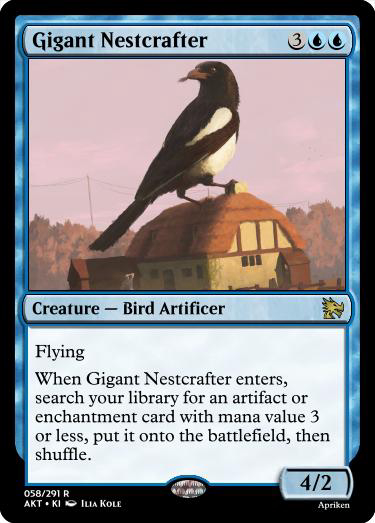 Gigant Nestcrafter 3
Creature — Bird Artificer
Flying
When Gigant Nestcrafter enters,
search your library for an artifact or
enchantment card with mana value 3
or less, put it onto the battlefield, then
shuffle.
4/2
058/291 R
AKT • KI Ilia Kole
Apriken